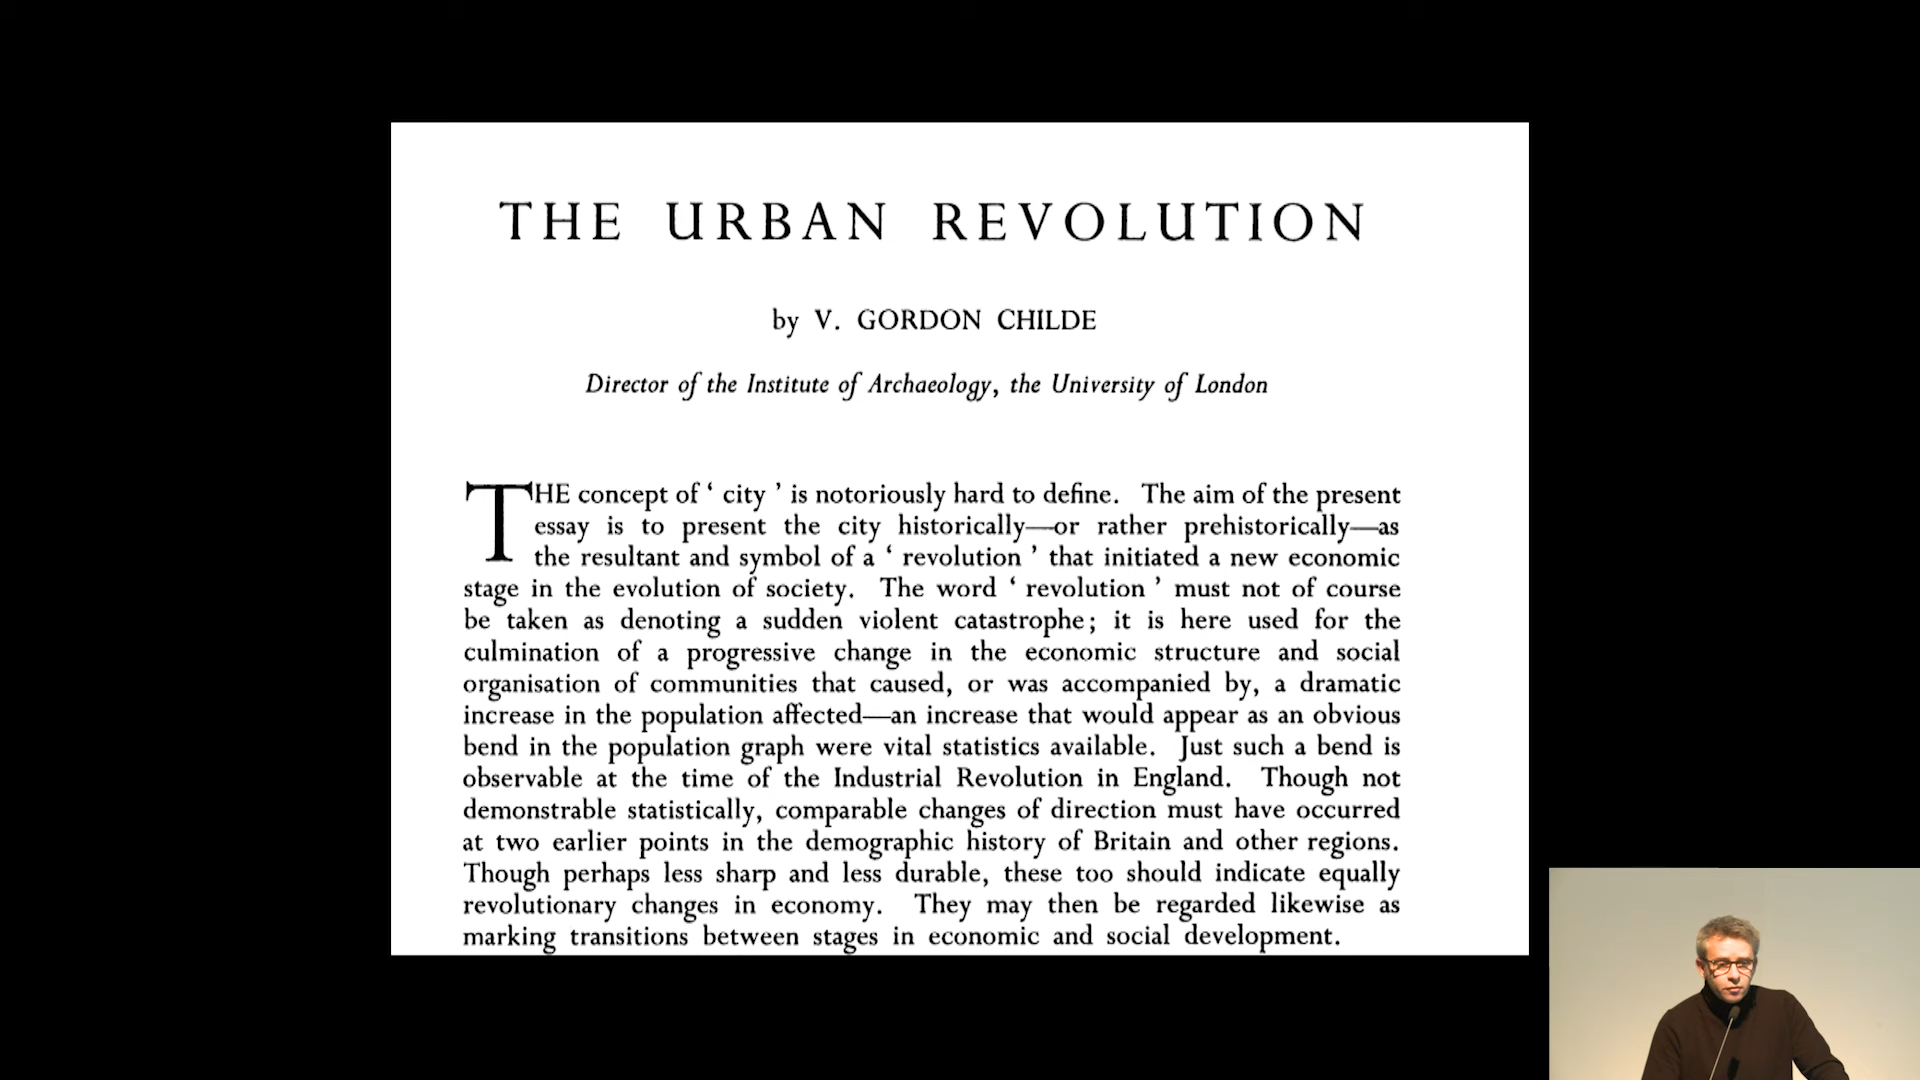 THE URBAN REVOLUTION
by V. GORDON CHILDE
Director of the Institute of Archaeology, the University of London
THE concept of ‘ city ’ is notoriously hard to define. The aim of the present
essay is to present the city historically—or rather prehistorically—as
the resultant and symbol of a ‘ revolution ’ that initiated a new economic
stage in the evolution of society. The word ‘ revolution ’ must not of course
be taken as denoting a sudden violent catastrophe; it is here used for the
culmination of a progressive change in the economic structure and social
organisation of communities that caused, or was accompanied by, a dramatic
increase in the population affected—an increase that would appear as an obvious
bend in the population graph were vital statistics available. Just such a bend is
observable at the time of the Industrial Revolution in England. Though not
demonstrable statistically, comparable changes of direction must have occurred
at two earlier points in the demographic history of Britain and other regions.
Though perhaps less sharp and less durable, these too should indicate equally
revolutionary changes in economy. They may then be regarded likewise as
marking transitions between stages in economic and social development.